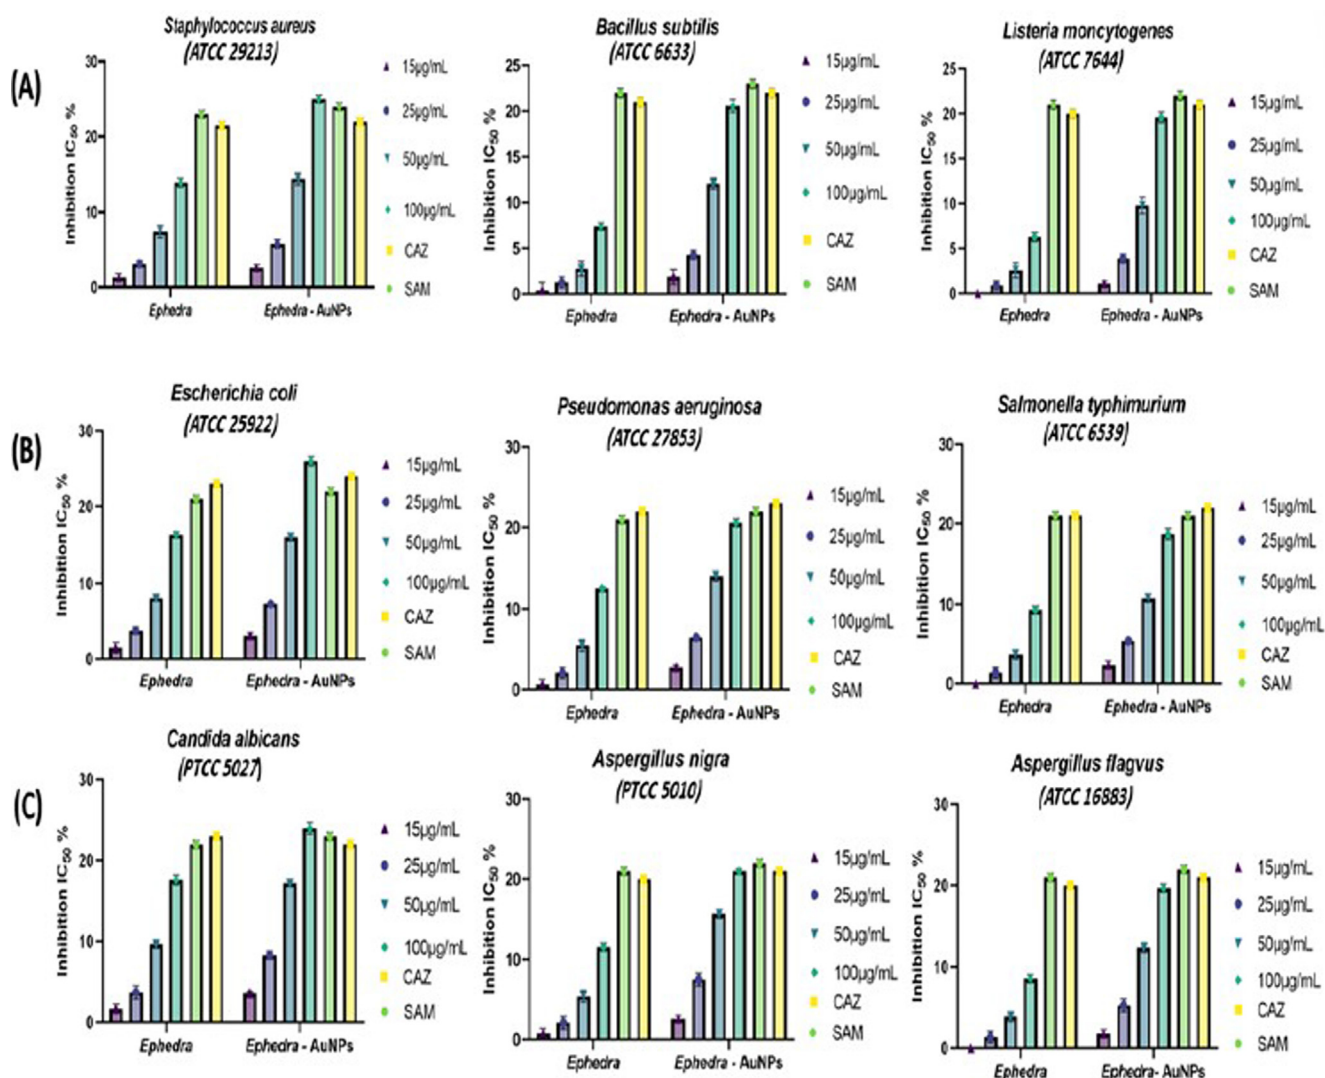 (A)
Staphylococcus aureus
(ATCC 29213)
Inhibition IC50 %
30
20
10
0
Ephedra
Ephedra - AuNPs
15µg/mL
25µg/mL
50µg/mL
100µg/mL
CAZ
SAM
Bacillus subtilis
(ATCC 6633)
Inhibition IC50 %
25
20
15
10
5
0
Ephedra
Ephedra - AuNPs
15µg/mL
25µg/mL
50µg/mL
100µg/mL
CAZ
SAM
Listeria moncytogenes
(ATCC 7644)
Inhibition IC50 %
25
20
15
10
5
0
Ephedra
Ephedra- AuNPs
15µg/mL
25µg/mL
50µg/mL
100µg/mL
CAZ
SAM
(B)
Escherichia coli
(ATCC 25922)
Inhibition IC50 %
30
20
10
0
Ephedra
Ephedra - AuNPs
15µg/mL
25µg/mL
50µg/mL
100µg/mL
CAZ
SAM
Pseudomonas aeruginosa
(ATCC 27853)
Inhibition IC50 %
30
20
10
0
Ephedra
Ephedra - AuNPs
15µg/mL
25µg/mL
50µg/mL
100µg/mL
CAZ
SAM
Salmonella typhimurium
(ATCC 6539)
Inhibition IC50 %
30
20
10
0
Ephedra
Ephedra- AuNPs
15µg/mL
25µg/mL
50µg/mL
100µg/mL
CAZ
SAM
(C)
Candida albicans
(PTCC 5027)
Inhibition IC50 %
30
20
10
0
Ephedra
Ephedra - AuNPs
15µg/mL
25µg/mL
50µg/mL
100µg/mL
CAZ
SAM
Aspergillus nigra
(PTCC 5010)
Inhibition IC50 %
30
20
10
0
Ephedra
Ephedra - AuNPs
15µg/mL
25µg/mL
50µg/mL
100µg/mL
CAZ
SAM
Aspergillus flagvus
(ATCC 16883)
Inhibition IC50 %
30
20
10
0
Ephedra
Ephedra- AuNPs
15µg/mL
25µg/mL
50µg/mL
100µg/mL
CAZ
SAM